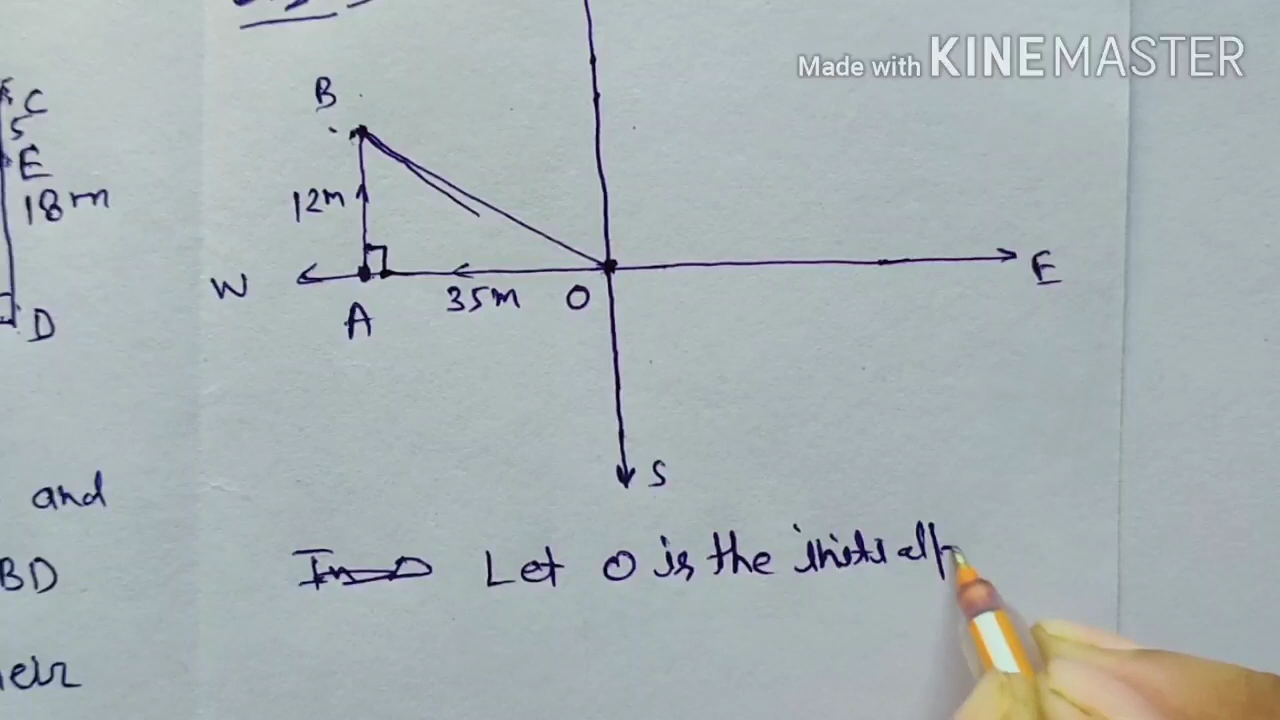 Made with KINEMASTER
B
C
5
E
12m
18m
W
E
35m
O
A
D
S
and
Let O is the
BD